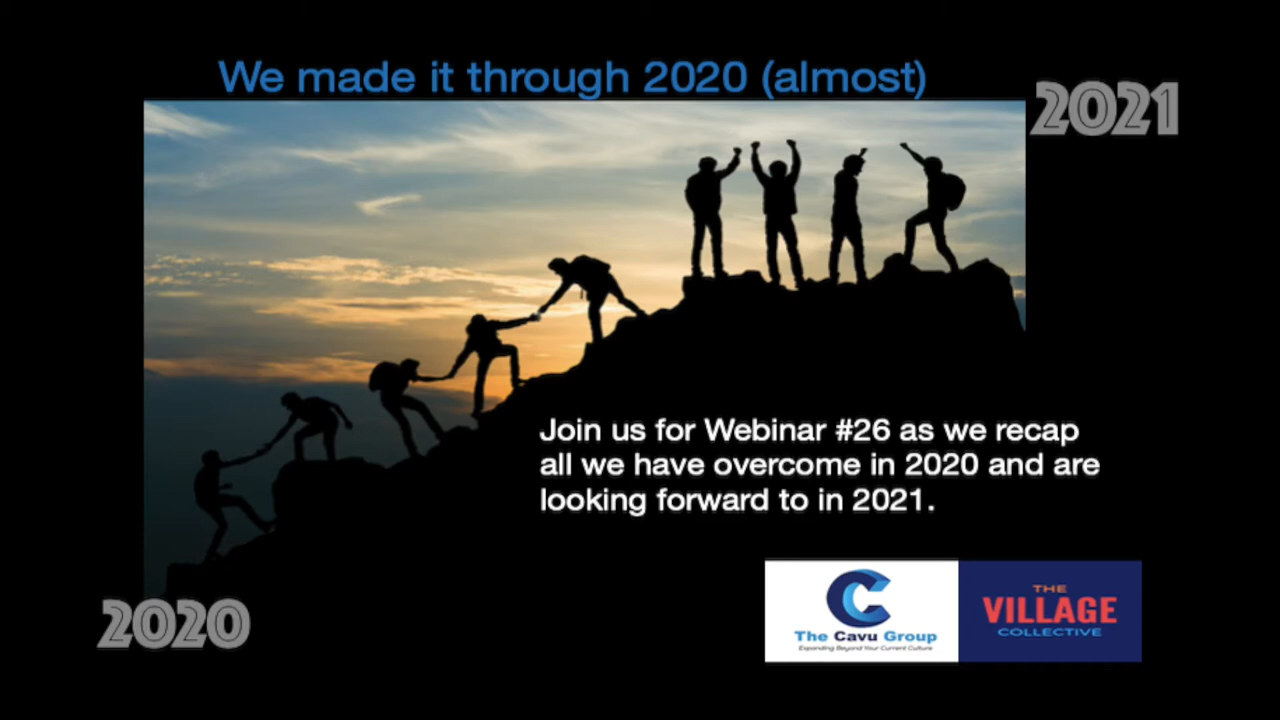 We made it through 2020 (almost)
2021
Join us for Webinar #26 as we recap
all we have overcome in 2020 and are
looking forward to in 2021.
2020
The Cavu Group
Expanding Beyond Your Current Culture
THE
VILLAGE
COLLECTIVE